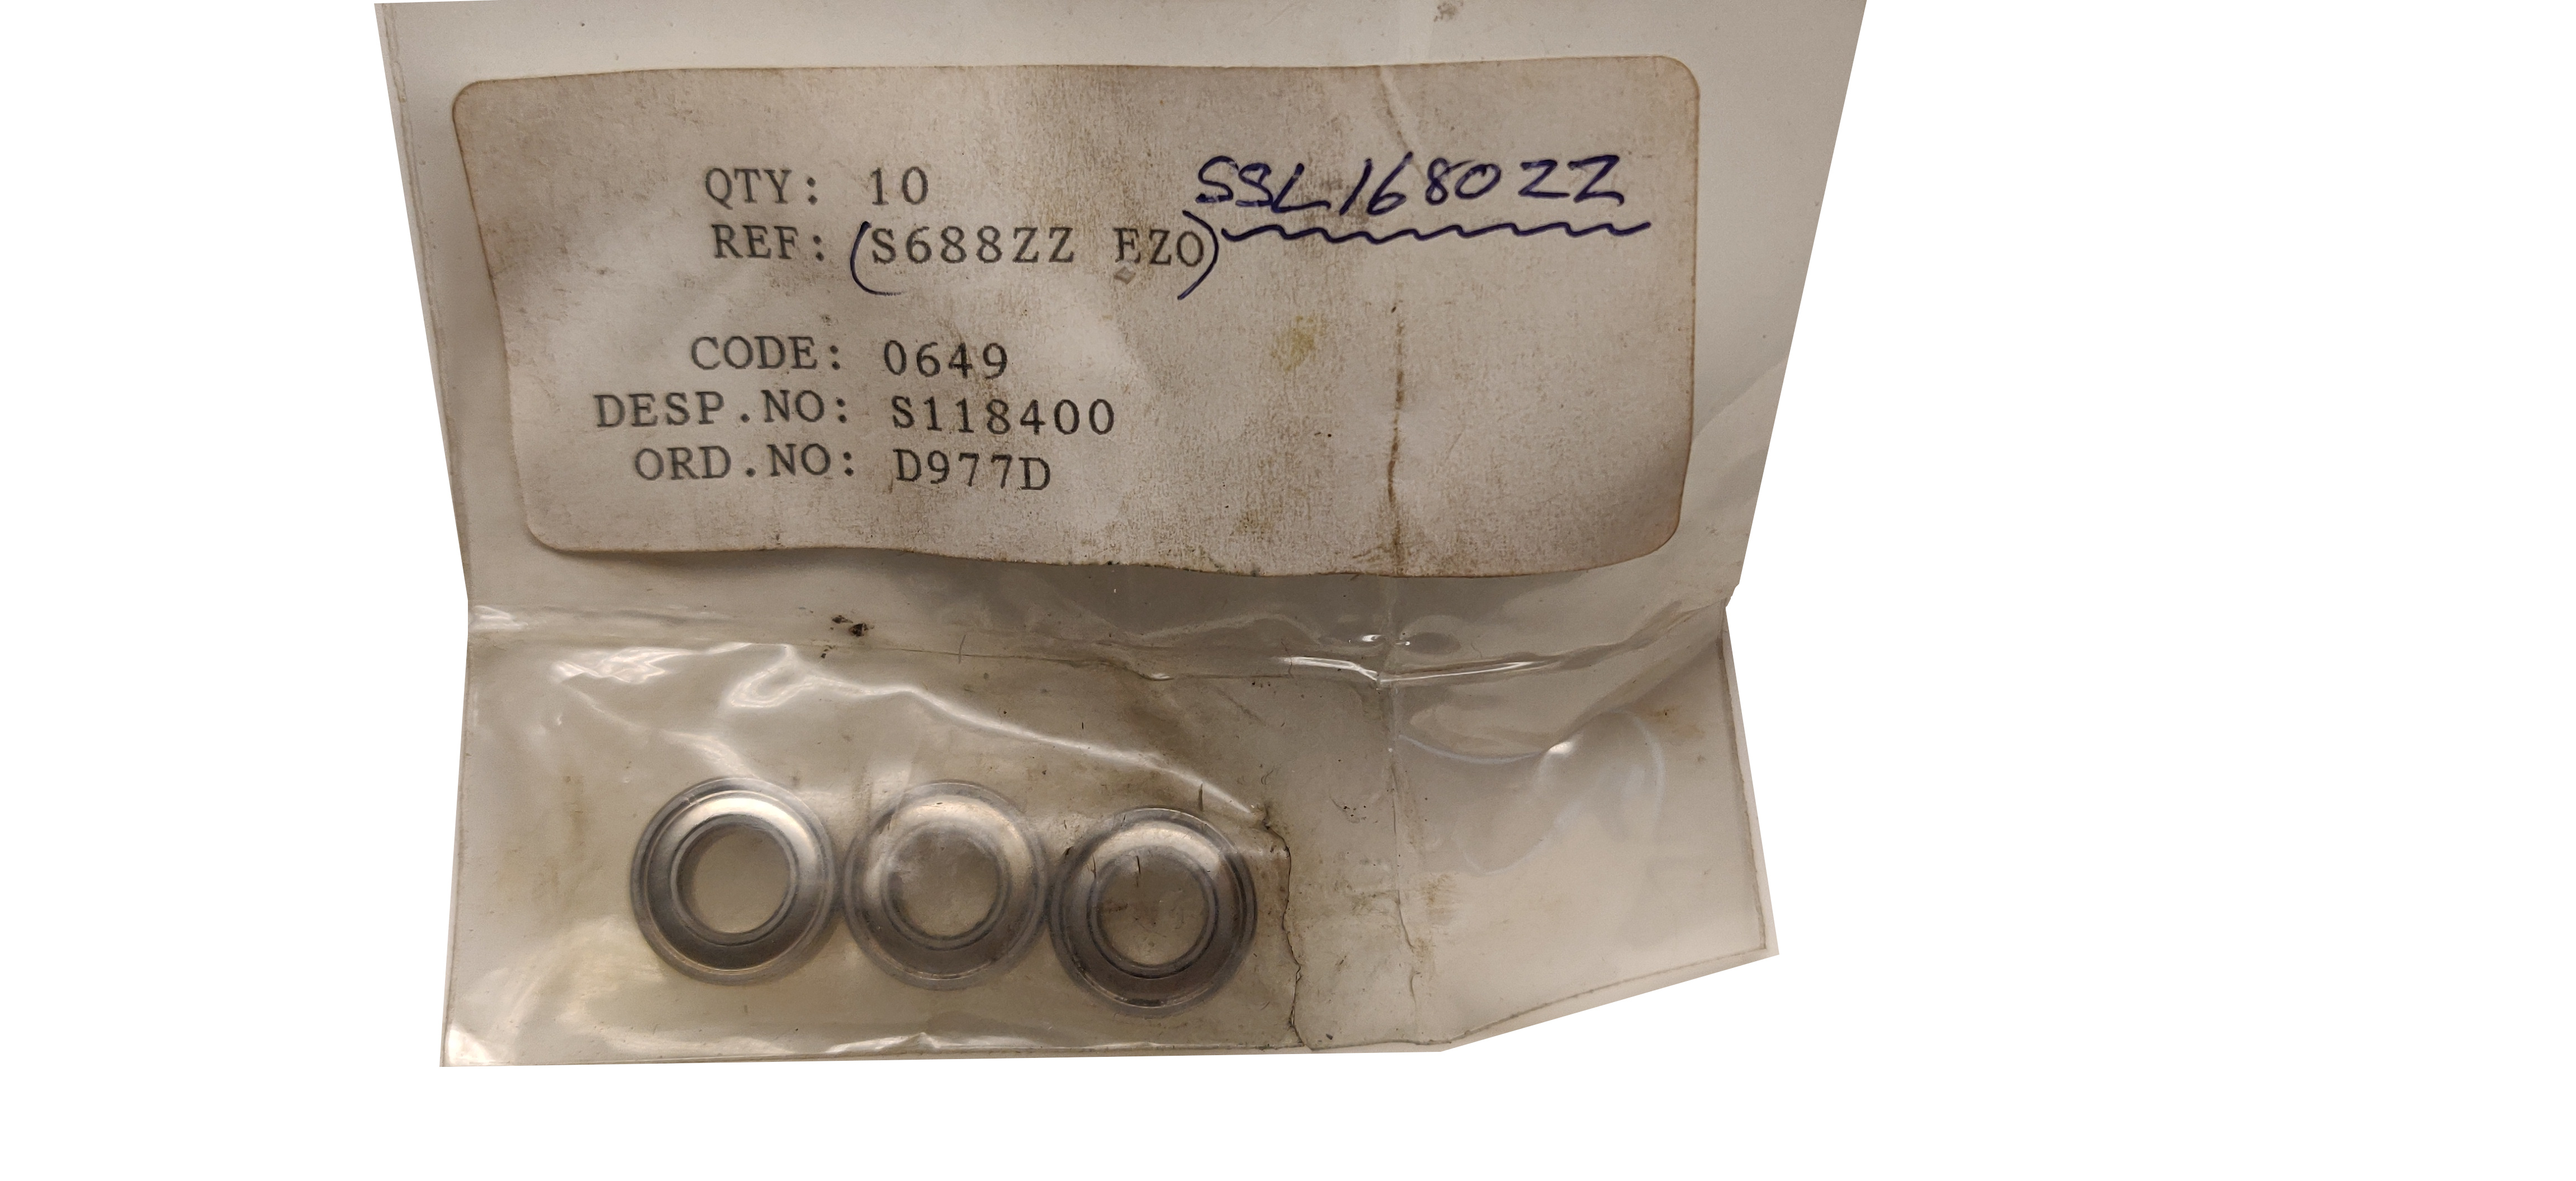 QTY: 10
SSL1680ZZ
REF: (S688ZZ EZO)
CODE: 0649
DESP.NO: S118400
ORD.NO: D977D